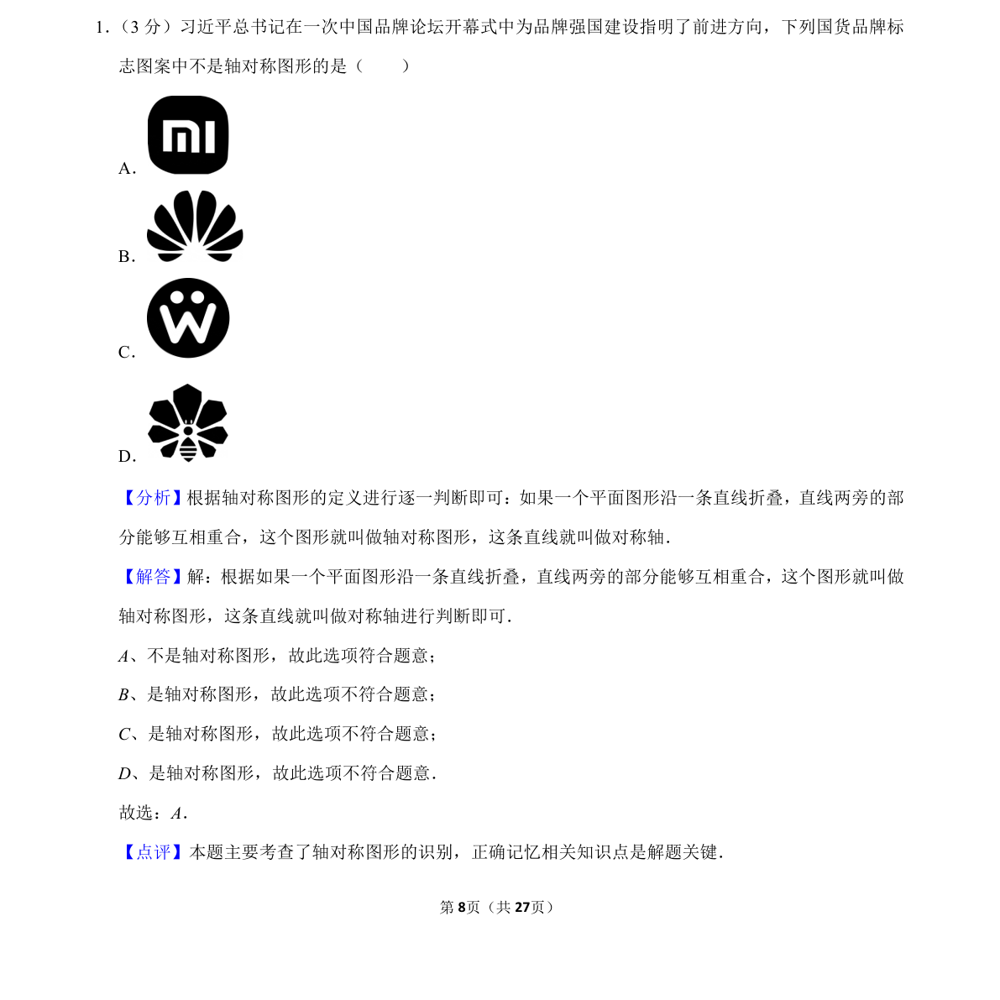 1.（3 分）习近平总书记在一次中国品牌论坛开幕式中为品牌强国建设指明了前进方向，下列国货品牌标
志图案中不是轴对称图形的是（　　）
mi
A．
B．
W
C．
D．
【分析】根据轴对称图形的定义进行逐一判断即可：如果一个平面图形沿一条直线折叠，直线两旁的部
分能够互相重合，这个图形就叫做轴对称图形，这条直线就叫做对称轴．
【解答】解：根据如果一个平面图形沿一条直线折叠，直线两旁的部分能够互相重合，这个图形就叫做
轴对称图形，这条直线就叫做对称轴进行判断即可．
A、不是轴对称图形，故此选项符合题意；
B、是轴对称图形，故此选项不符合题意；
C、是轴对称图形，故此选项不符合题意；
D、是轴对称图形，故此选项不符合题意．
故选：A．
【点评】本题主要考查了轴对称图形的识别，正确记忆相关知识点是解题关键．
第 8页（共 27页）